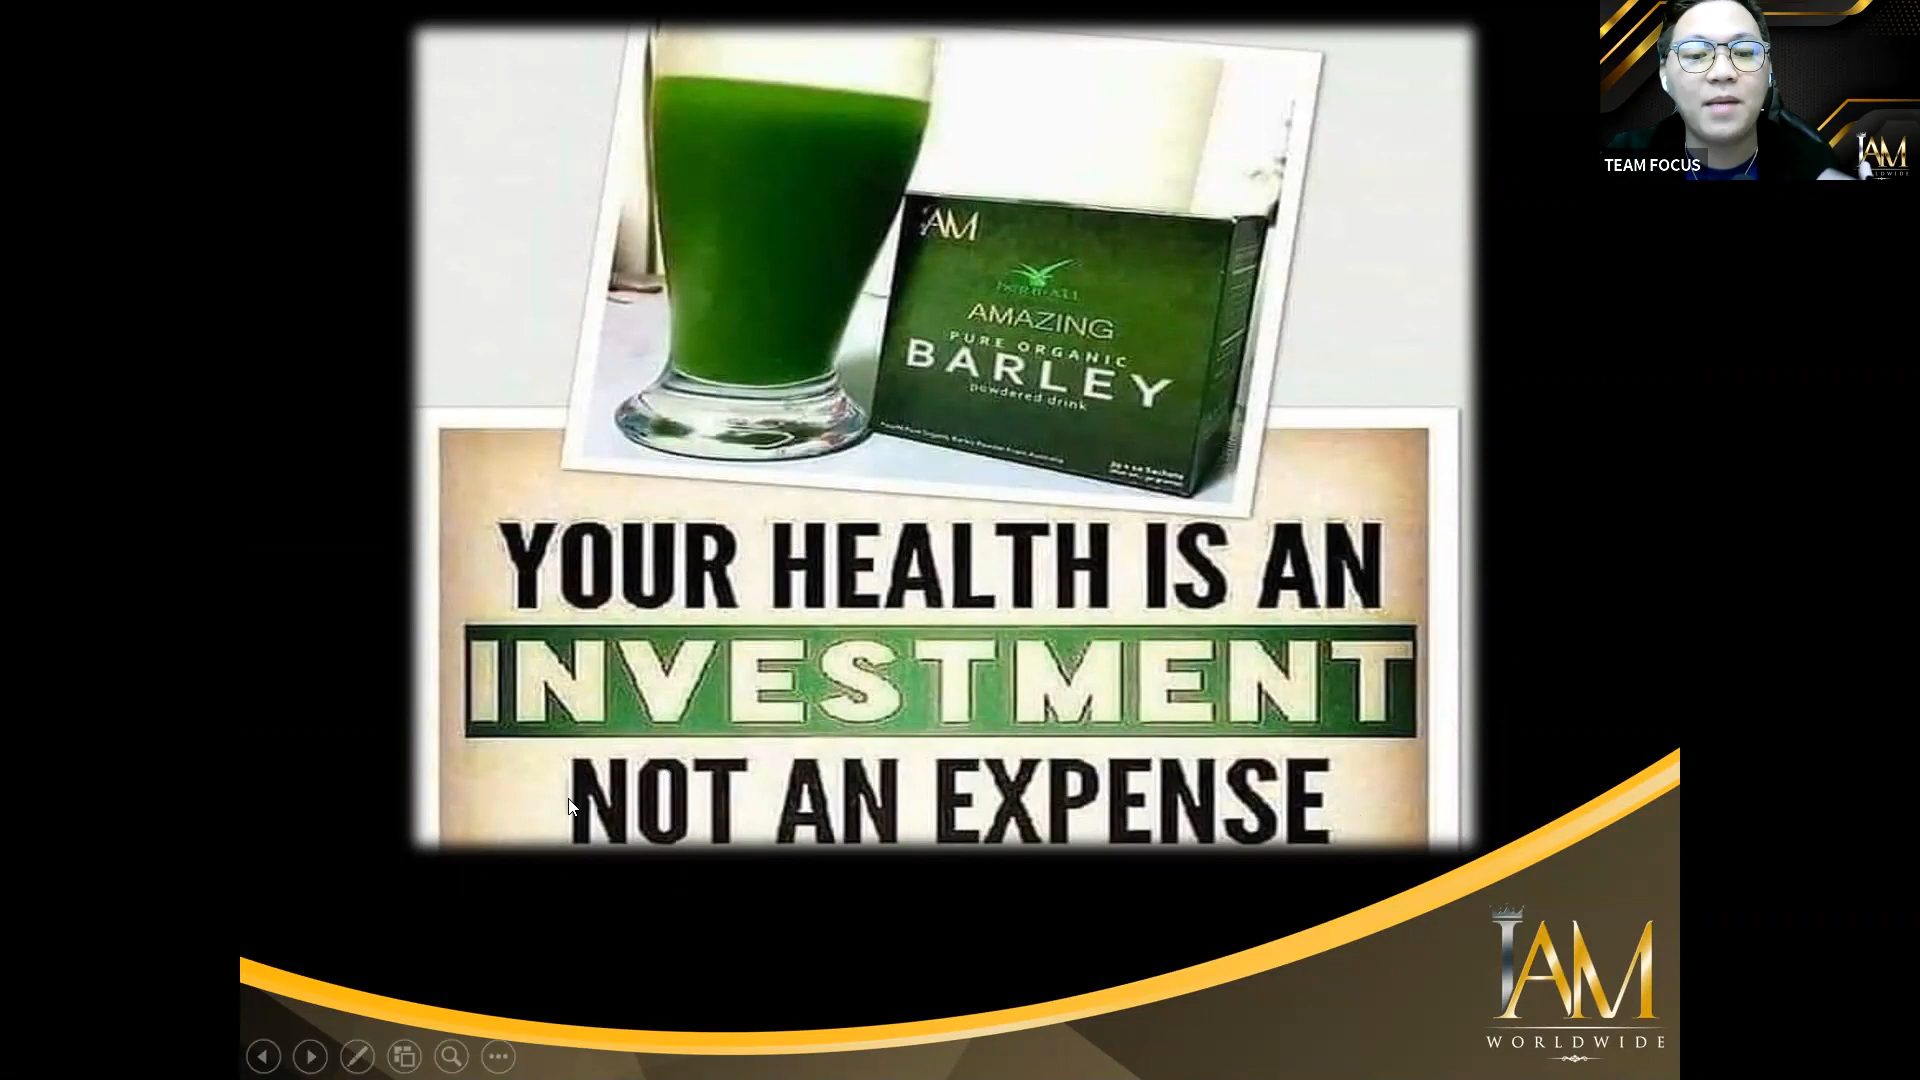 IAM
AMAZING
PURE ORGANIC
BARLEY
powdered drink
YOUR HEALTH IS AN
INVESTMENT
NOT AN EXPENSE
TEAM FOCUS
IAM
IAM
WORLDWIDE